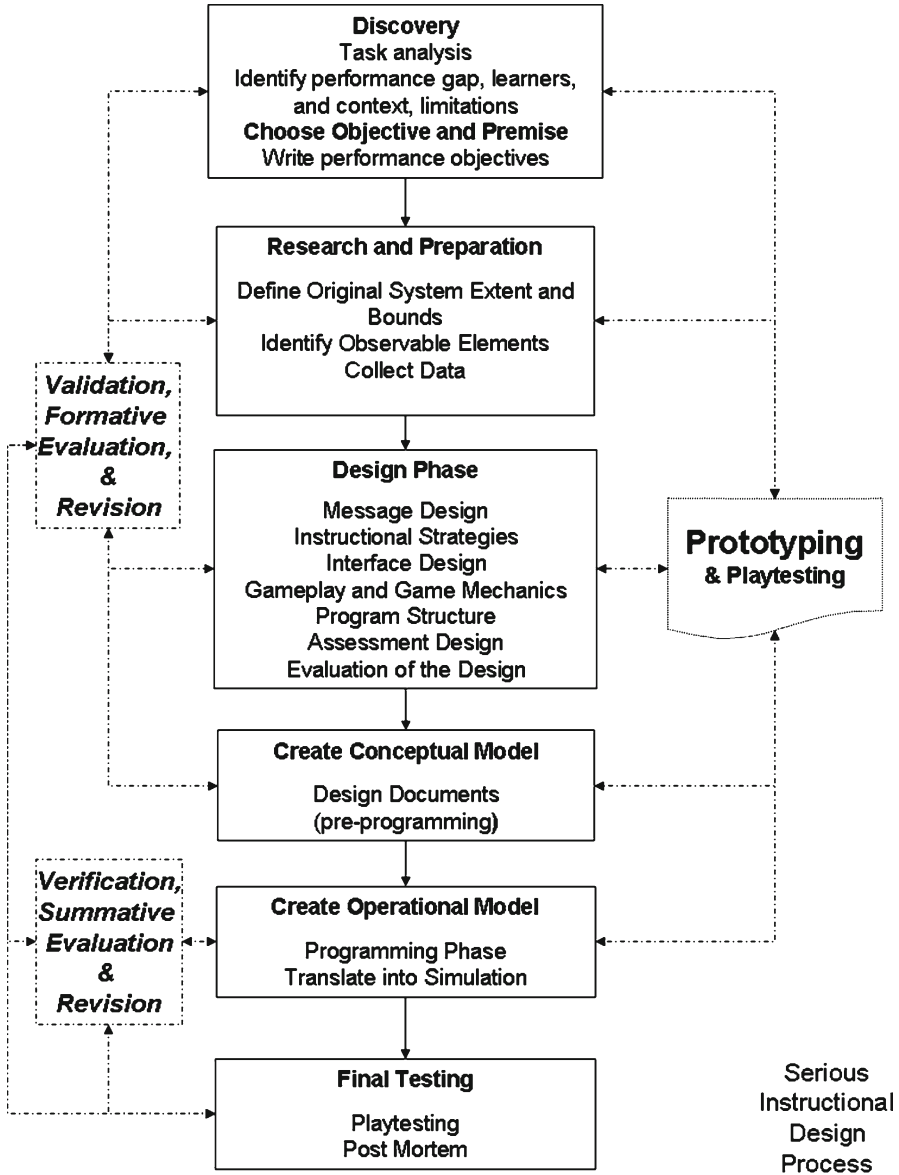 Discovery
Task analysis
Identify performance gap, learners,
and context, limitations
Choose Objective and Premise
Write performance objectives
Research and Preparation
Define Original System Extent and
Bounds
Identify Observable Elements
Collect Data
Validation,
Formative
Evaluation,
&
Revision
Design Phase
Message Design
Instructional Strategies
Interface Design
Gameplay and Game Mechanics
Program Structure
Assessment Design
Evaluation of the Design
Prototyping
& Playtesting
Create Conceptual Model
Design Documents
(pre-programming)
Verification,
Summative
Evaluation
&
Revision
Create Operational Model
Programming Phase
Translate into Simulation
Final Testing
Playtesting
Post Mortem
Serious
Instructional
Design
Process